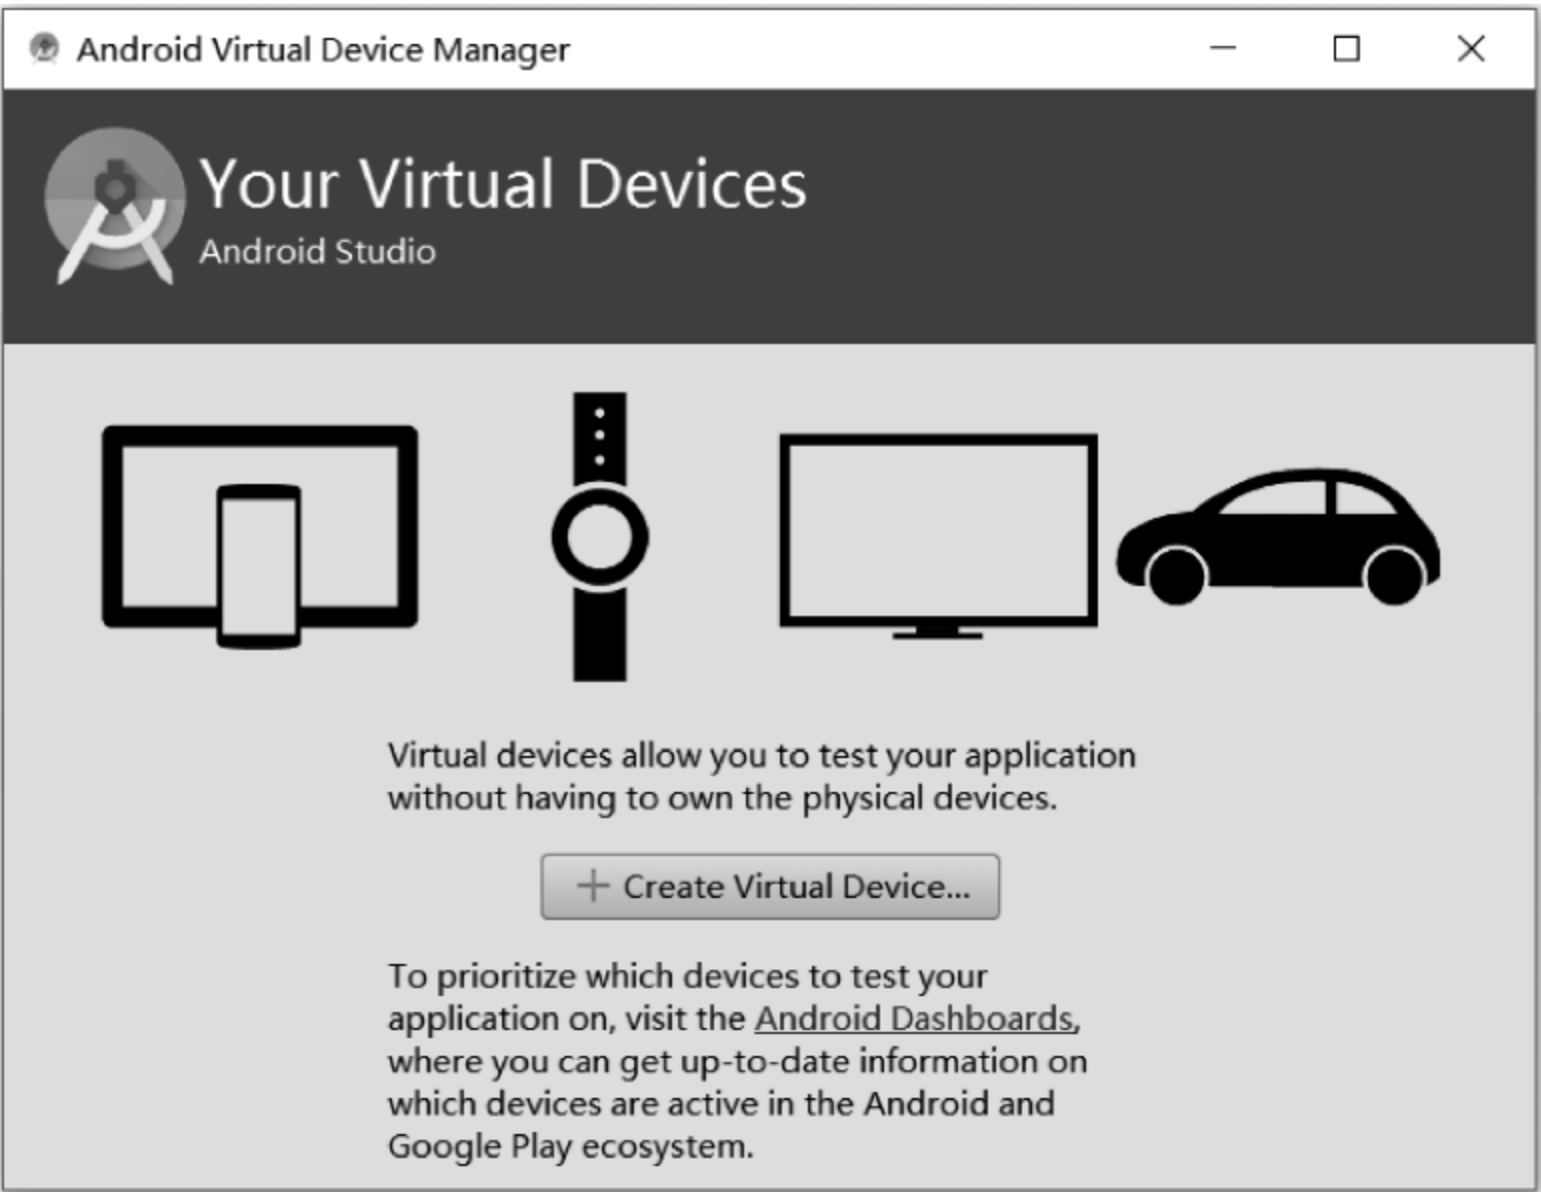 Android Virtual Device Manager
Your Virtual Devices
Android Studio
Virtual devices allow you to test your application
without having to own the physical devices.
Create Virtual Device...
To prioritize which devices to test your
application on, visit the Android Dashboards,
where you can get up-to-date information on
which devices are active in the Android and
Google Play ecosystem.